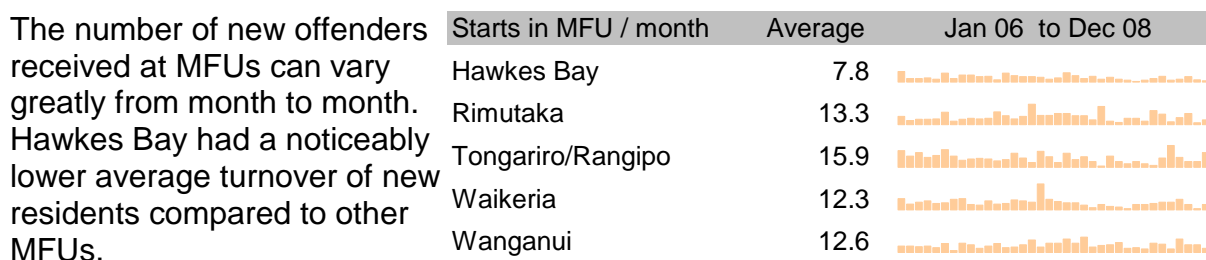 The number of new offenders
received at MFUs can vary
greatly from month to month.
Hawkes Bay had a noticeably
lower average turnover of new
residents compared to other
MFUs.
Starts in MFU / month Average Jan 06 to Dec 08
Hawkes Bay 7.8
Rimutaka 13.3
Tongariro/Rangipo 15.9
Waikeria 12.3
Wanganui 12.6